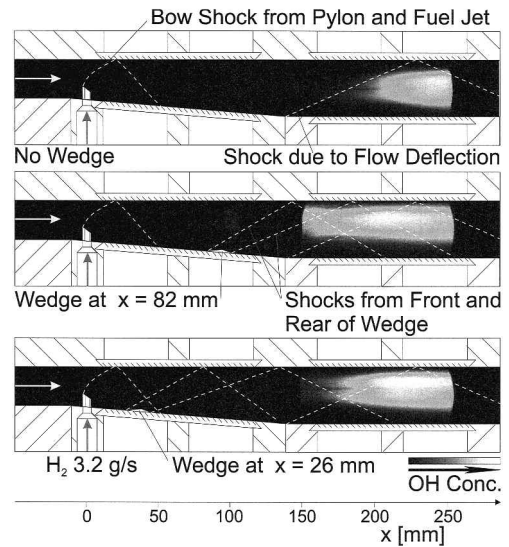 Bow Shock from Pylon and Fuel Jet
No Wedge
Shock due to Flow Deflection
Wedge at x = 82 mm
Shocks from Front and
Rear of Wedge
H₂ 3.2 g/s
Wedge at x = 26 mm
OH Conc.
0 50 100 150 200 250
x [mm]